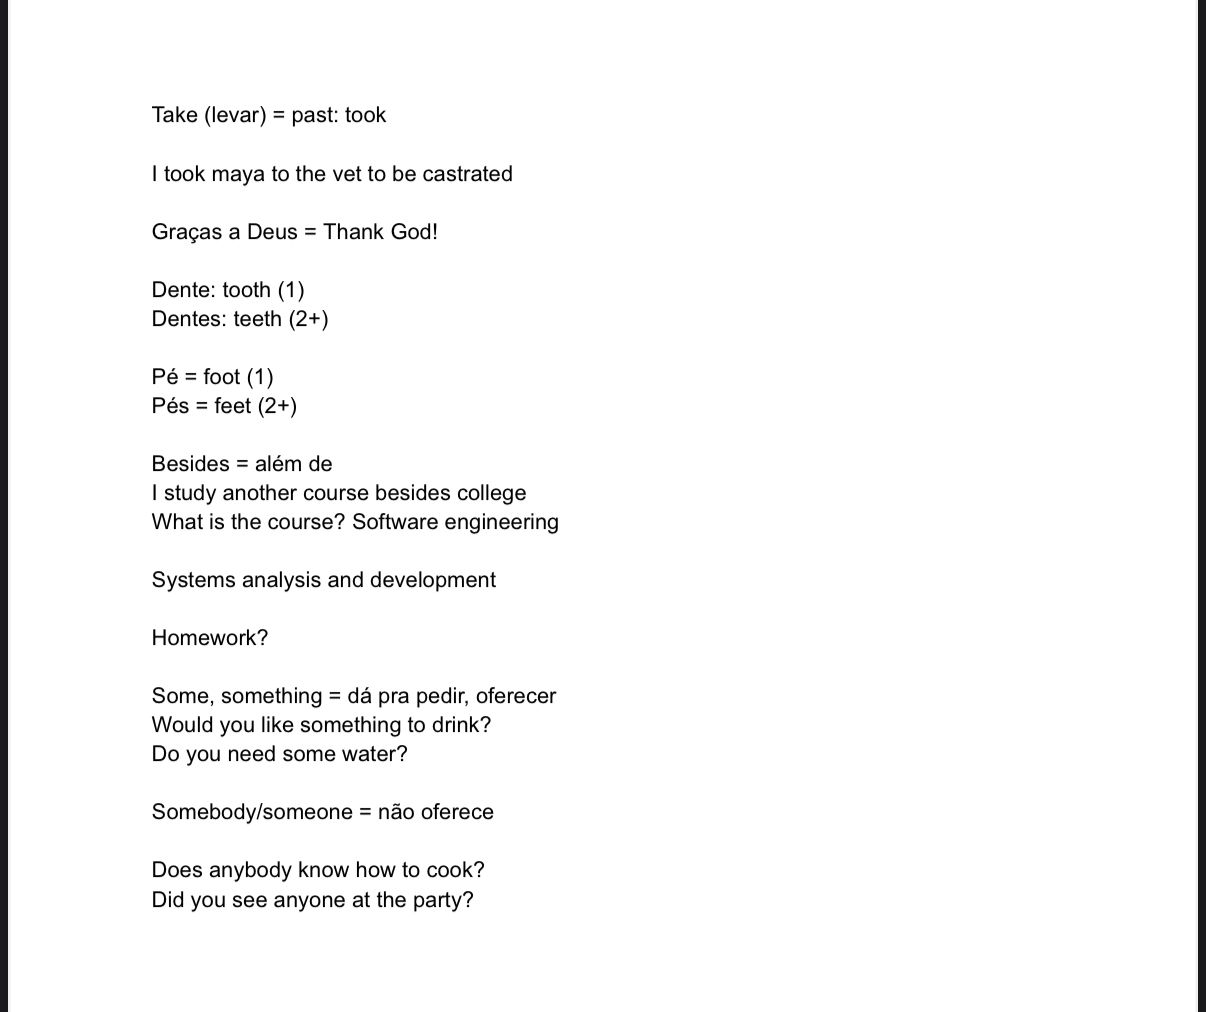 Take (levar) = past: took
I took maya to the vet to be castrated
Graças a Deus = Thank God!
Dente: tooth (1)
Dentes: teeth (2+)
Pé = foot (1)
Pés = feet (2+)
Besides = além de
I study another course besides college
What is the course? Software engineering
Systems analysis and development
Homework?
Some, something = dá pra pedir, oferecer
Would you like something to drink?
Do you need some water?
Somebody/someone = não oferece
Does anybody know how to cook?
Did you see anyone at the party?